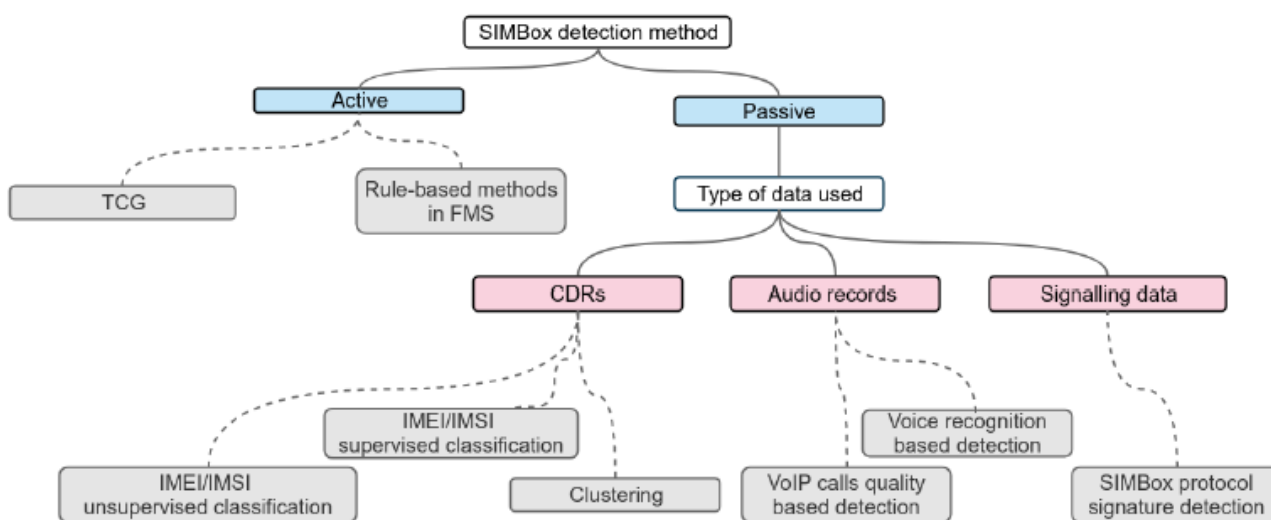 SIMBox detection method
Active
Passive
TCG
Rule-based methods
in FMS
Type of data used
CDRs
Audio records
Signalling data
IMEI/IMSI
supervised classification
Voice recognition
based detection
IMEI/IMSI
unsupervised classification
Clustering
VoIP calls quality
based detection
SIMBox protocol
signature detection